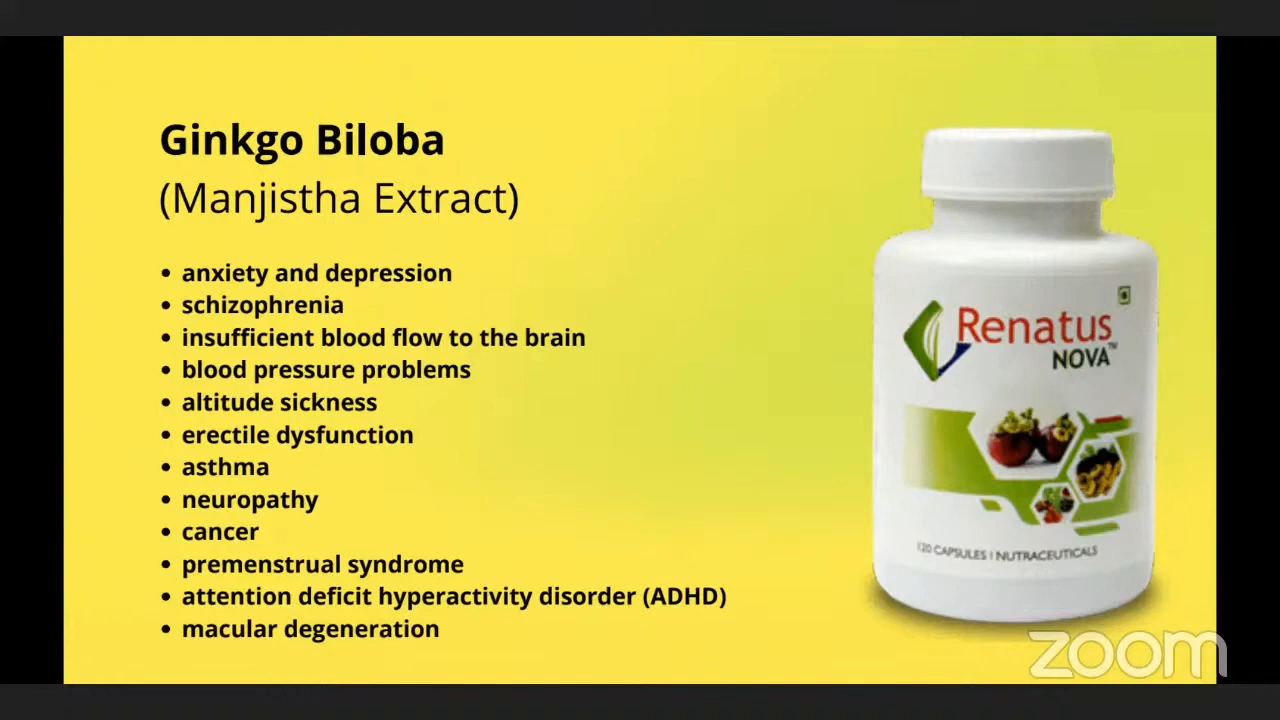 Ginkgo Biloba
(Manjistha Extract)
• anxiety and depression
• schizophrenia
• insufficient blood flow to the brain
• blood pressure problems
• altitude sickness
• erectile dysfunction
• asthma
• neuropathy
• cancer
• premenstrual syndrome
• attention deficit hyperactivity disorder (ADHD)
• macular degeneration
Renatus
NOVA™
120 CAPSULES | NUTRACEUTICALS
zoom